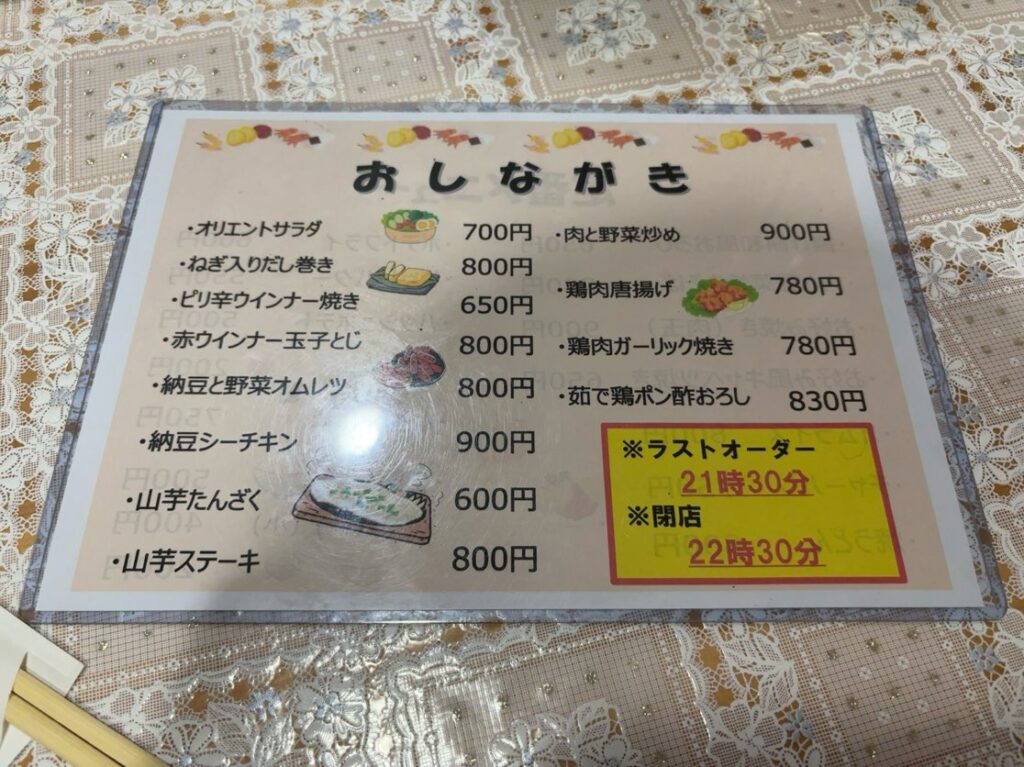 おしながき
・オリエントサラダ 700円
・ねぎ入りだし巻き 800円
・ピリ辛ウインナー焼き 650円
・赤ウインナー玉子とじ 800円
・納豆と野菜オムレツ 800円
・納豆シーチキン 900円
・山芋たんざく 600円
・山芋ステーキ 800円
・肉と野菜炒め 900円
・鶏肉唐揚げ 780円
・鶏肉ガーリック焼き 780円
・茹で鶏ポン酢おろし 830円
※ラストオーダー
21時30分
※閉店
22時30分